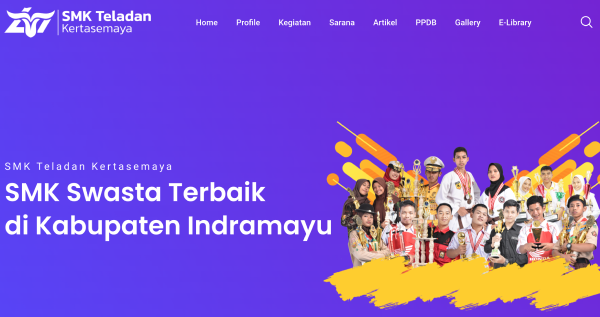 SMK Teladan
Kertasemaya
Home Profile Kegiatan Sarana Artikel PPDB Gallery E-Library
SMK Teladan Kertasemaya
SMK Swasta Terbaik
di Kabupaten Indramayu